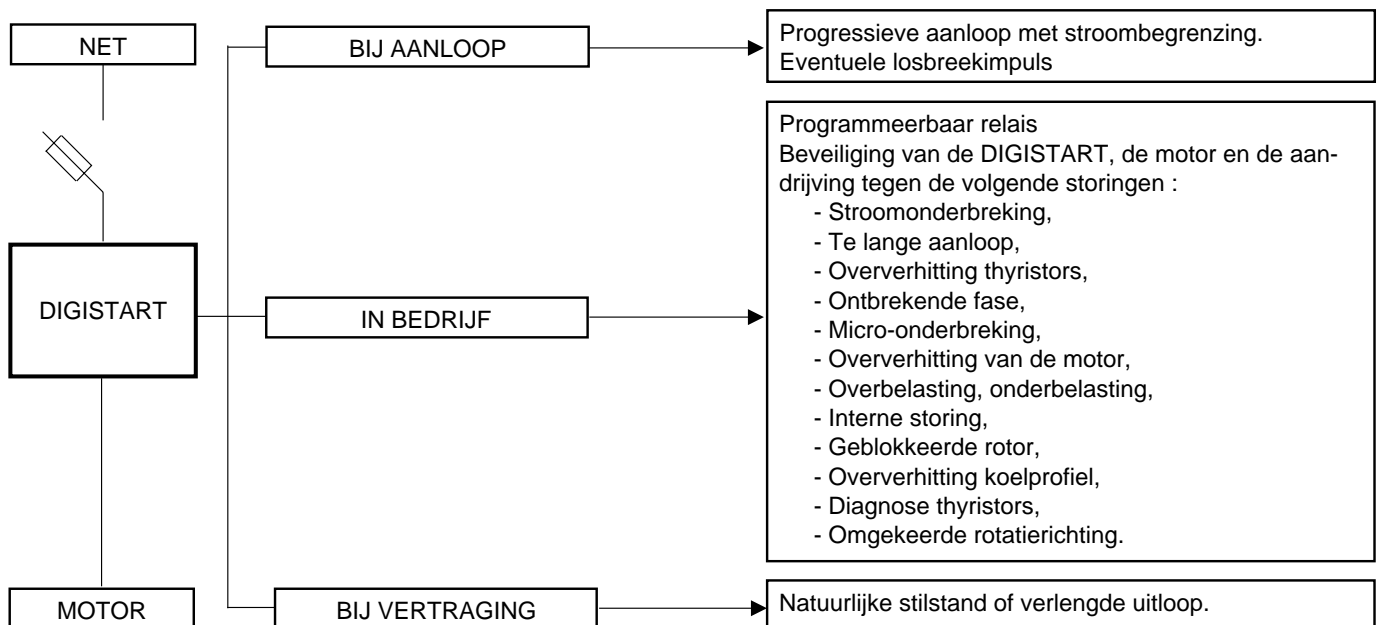 NET
BIJ AANLOOP
Progressieve aanloop met stroombegrenzing.
Eventuele losbreekimpuls
DIGISTART
IN BEDRIJF
Programmeerbaar relais
Beveiliging van de DIGISTART, de motor en de aan-
drijving tegen de volgende storingen :
- Stroomonderbreking,
- Te lange aanloop,
- Oververhitting thyristors,
- Ontbrekende fase,
- Micro-onderbreking,
- Oververhitting van de motor,
- Overbelasting, onderbelasting,
- Interne storing,
- Geblokkeerde rotor,
- Oververhitting koelprofiel,
- Diagnose thyristors,
- Omgekeerde rotatierichting.
MOTOR
BIJ VERTRAGING
Natuurlijke stilstand of verlengde uitloop.